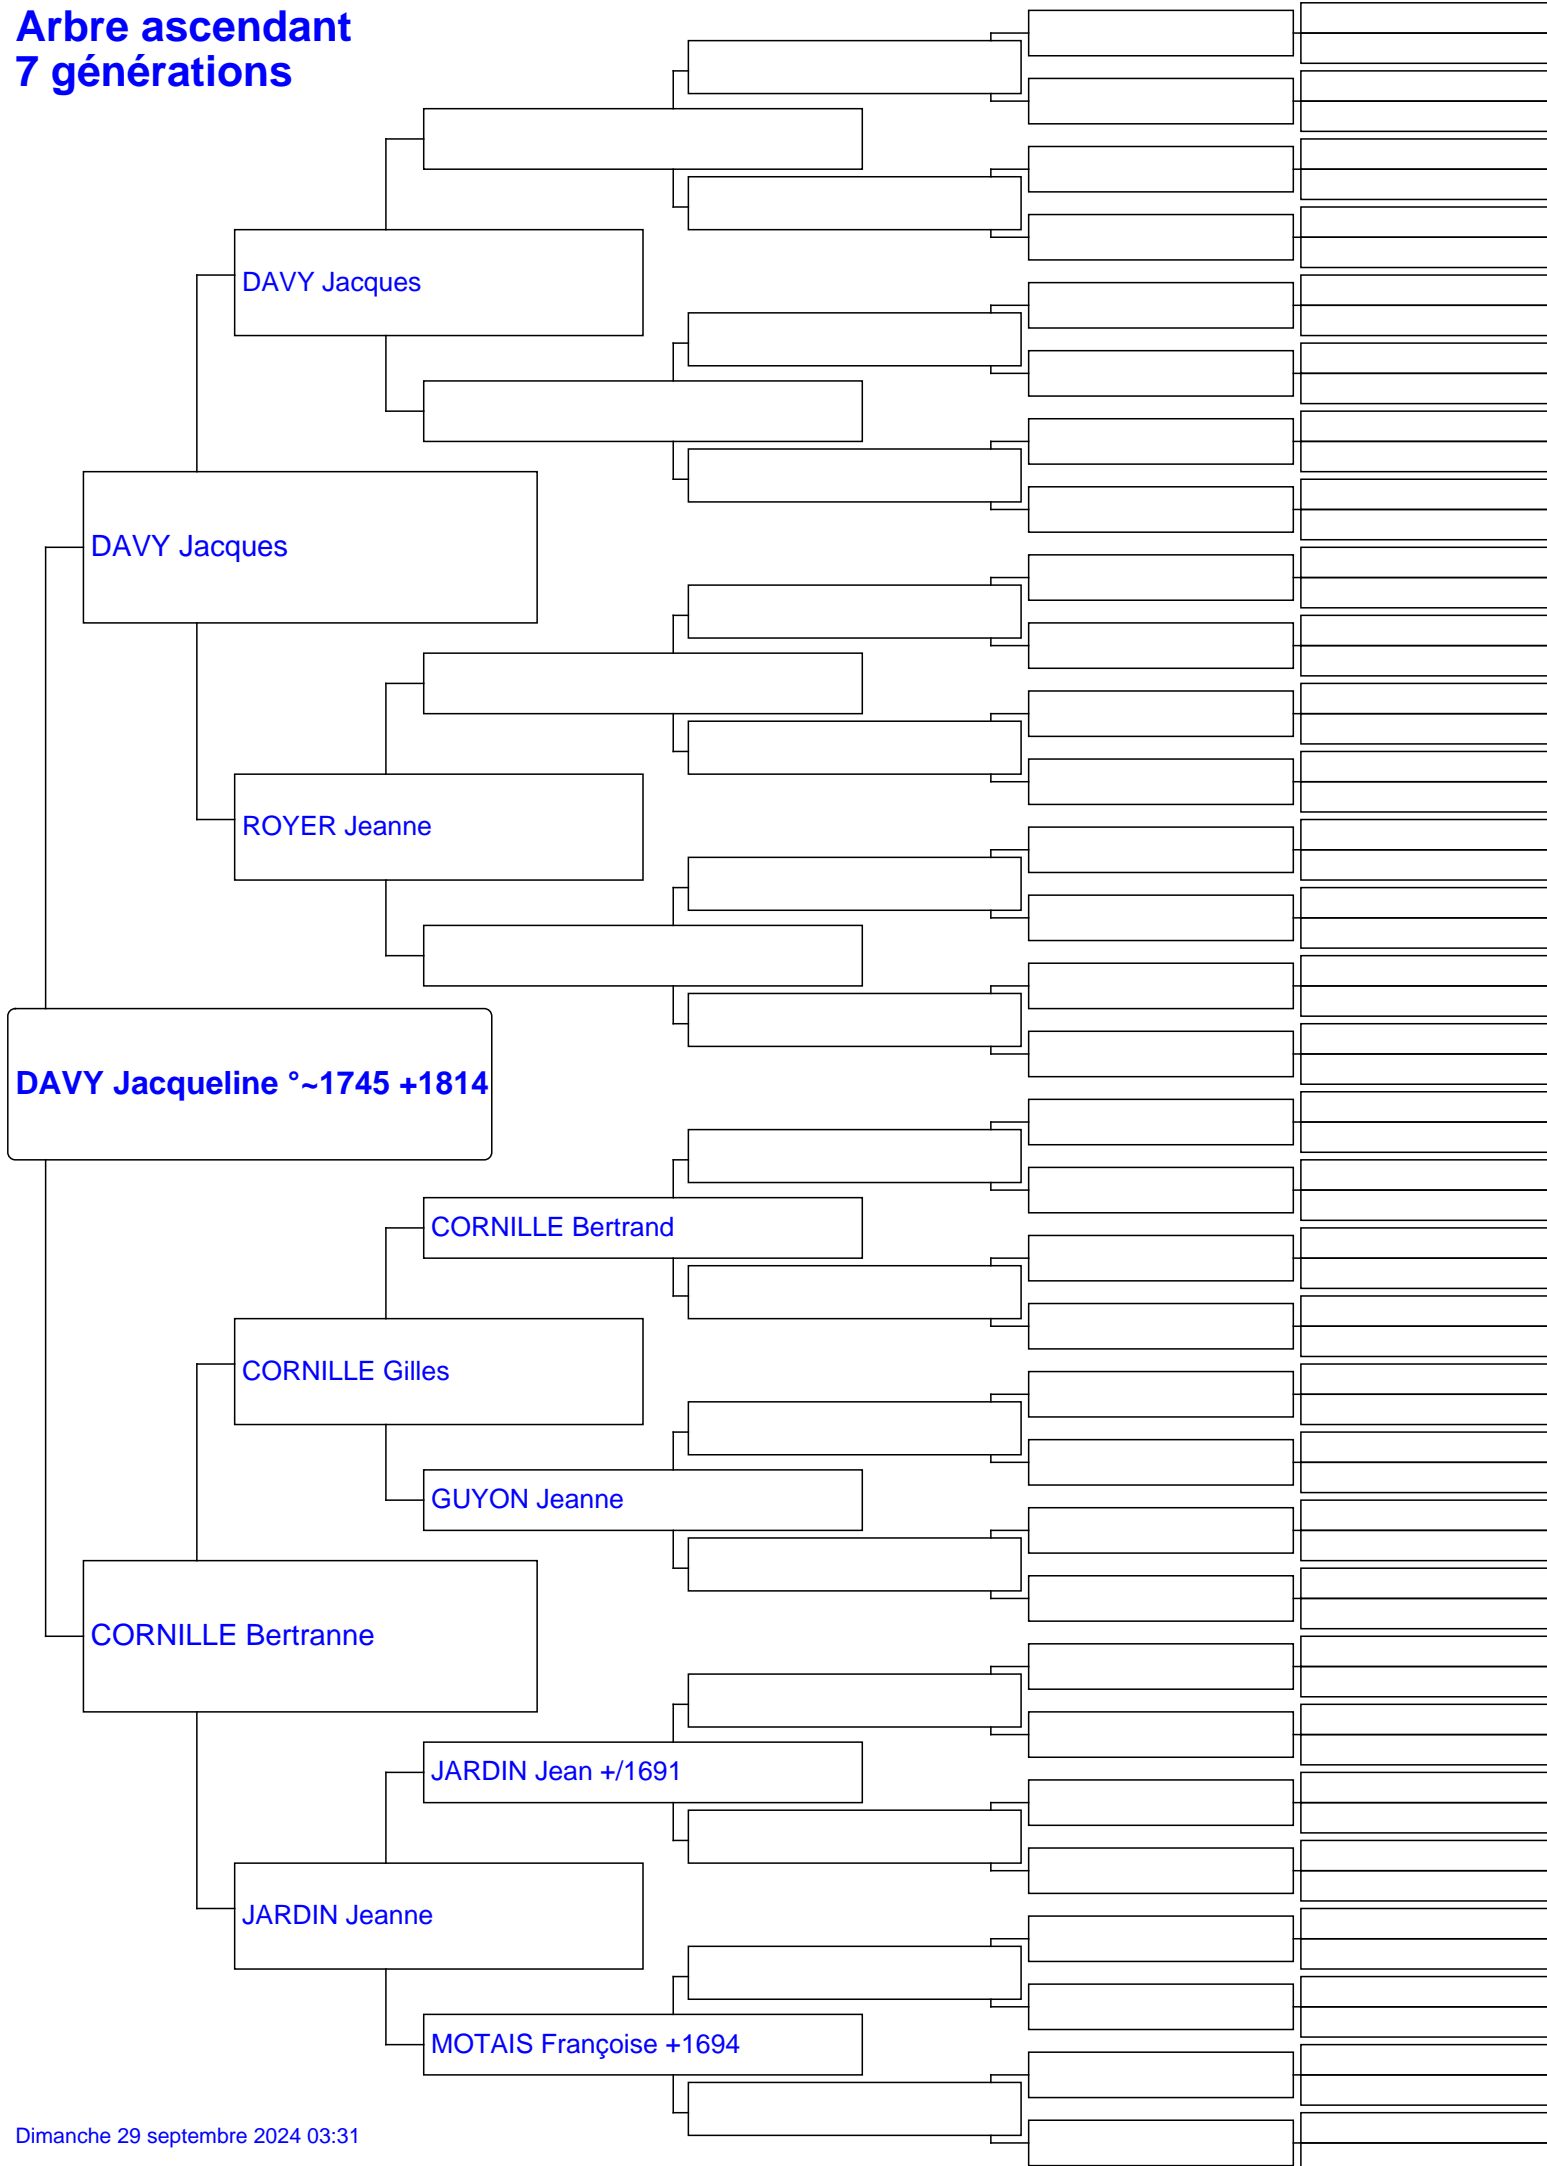 Arbre ascendant
7 générations
DAVY Jacques
DAVY Jacques
ROYER Jeanne
DAVY Jacqueline °~1745 +1814
CORNILLE Bertrand
CORNILLE Gilles
GUYON Jeanne
CORNILLE Bertranne
JARDIN Jean +/1691
JARDIN Jeanne
MOTAIS Françoise +1694
Dimanche 29 septembre 2024 03:31